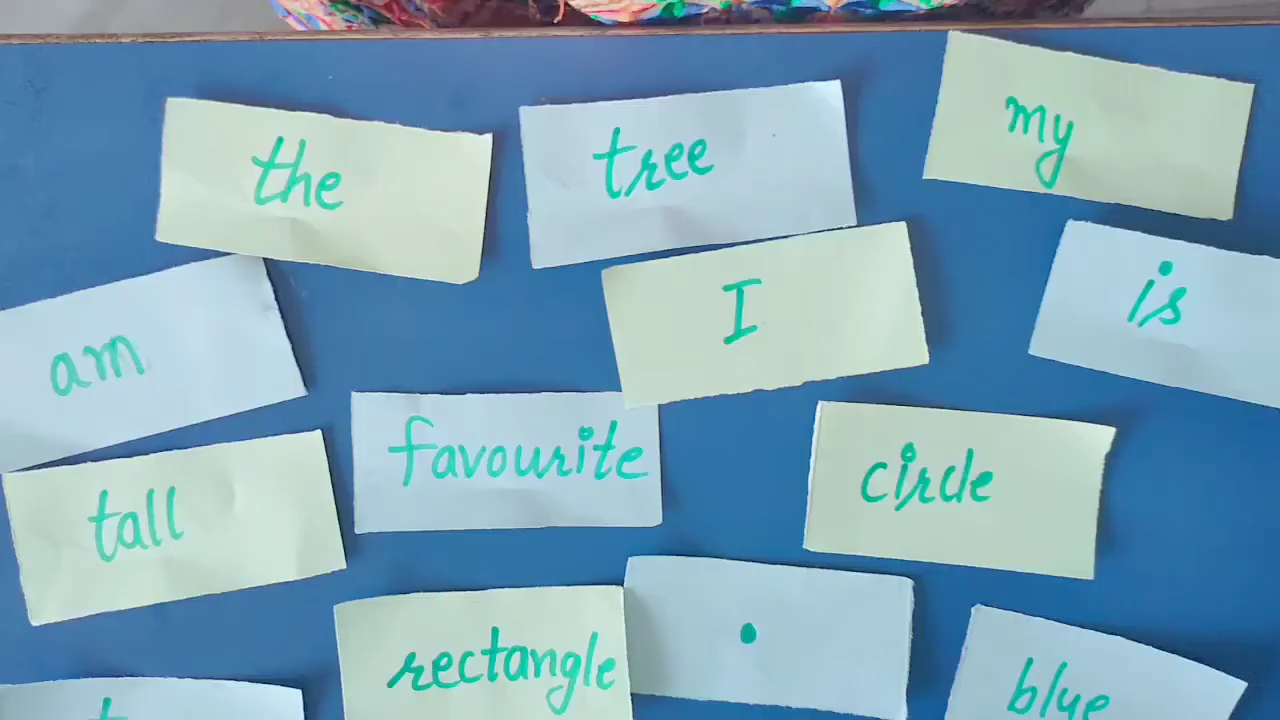 the
tree
my
am
I
is
tall
favourite
circle
rectangle
.
blue